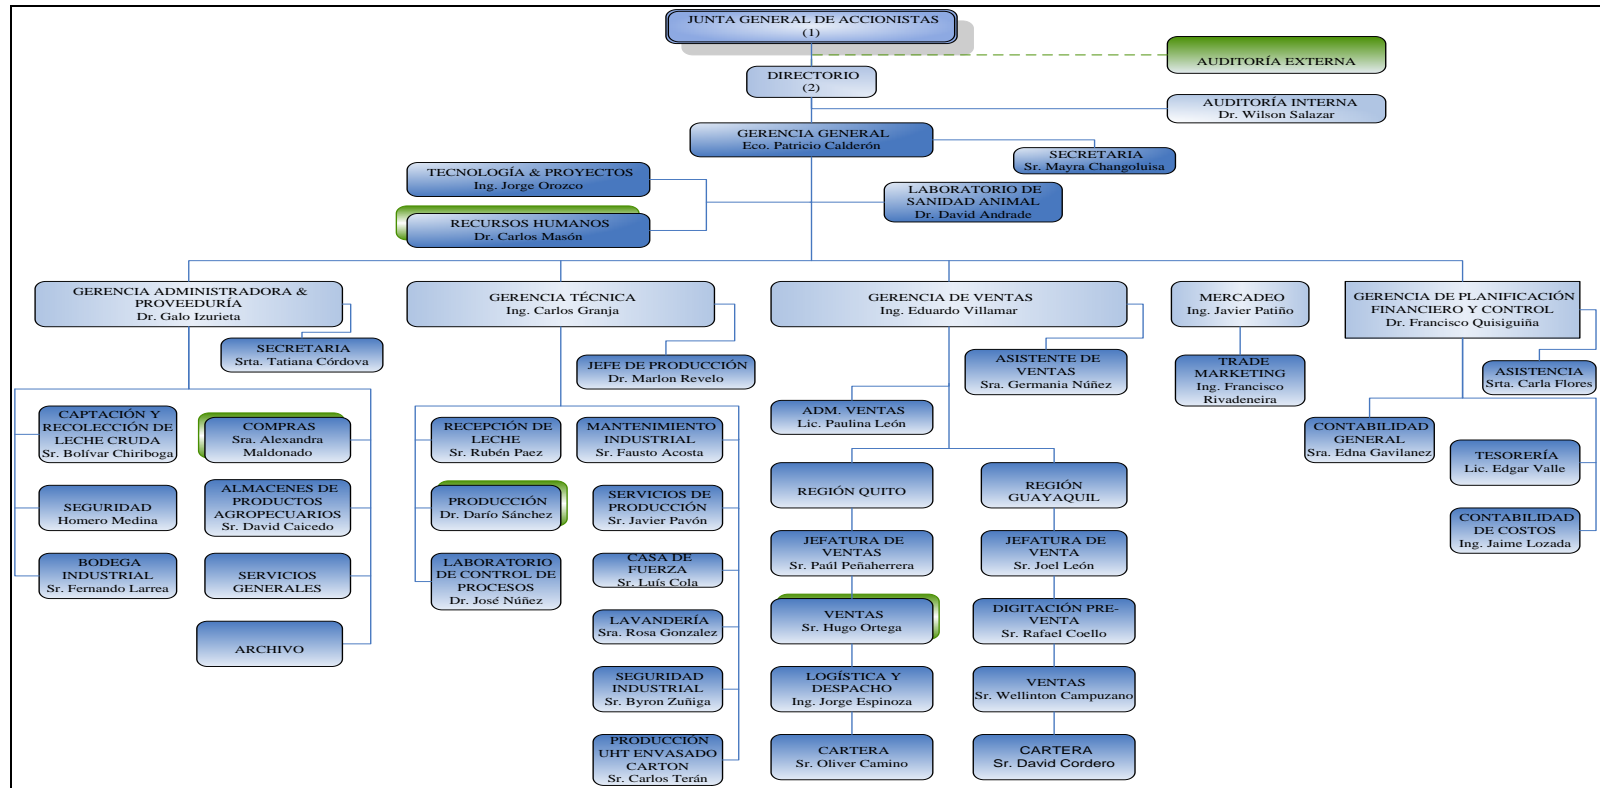 JUNTA GENERAL DE ACCIONISTAS
(1)
AUDITORÍA EXTERNA
DIRECTORIO
(2)
AUDITORÍA INTERNA
Dr. Wilson Salazar
GERENCIA GENERAL
Eco. Patricio Calderón
SECRETARIA
Sr. Mayra Changoluisa
TECNOLOGÍA & PROYECTOS
Ing. Jorge Orozco
LABORATORIO DE
SANIDAD ANIMAL
Dr. David Andrade
RECURSOS HUMANOS
Dr. Carlos Masón
GERENCIA ADMINISTRADORA &
PROVEEDURÍA
Dr. Galo Izurieta
SECRETARIA
Srta. Tatiana Córdova
CAPTACIÓN Y
RECOLECCIÓN DE
LECHE CRUDA
Sr. Bolívar Chiriboga
COMPRAS
Sra. Alexandra
Maldonado
SEGURIDAD
Homero Medina
ALMACENES DE
PRODUCTOS
AGROPECUARIOS
Sr. David Caicedo
BODEGA
INDUSTRIAL
Sr. Fernando Larrea
SERVICIOS
GENERALES
ARCHIVO
GERENCIA TÉCNICA
Ing. Carlos Granja
JEFE DE PRODUCCIÓN
Dr. Marlon Revelo
RECEPCIÓN DE
LECHE
Sr. Rubén Paez
MANTENIMIENTO
INDUSTRIAL
Sr. Fausto Acosta
PRODUCCIÓN
Dr. Darío Sánchez
SERVICIOS DE
PRODUCCIÓN
Sr. Javier Pavón
LABORATORIO
DE CONTROL DE
PROCESOS
Dr. José Núñez
CASA DE
FUERZA
Sr. Luís Cola
LAVANDERÍA
Sra. Rosa Gonzalez
SEGURIDAD
INDUSTRIAL
Sr. Byron Zuñiga
PRODUCCIÓN
UHT ENVASADO
CARTON
Sr. Carlos Terán
GERENCIA DE VENTAS
Ing. Eduardo Villamar
ASISTENTE DE
VENTAS
Sra. Germania Núñez
ADM. VENTAS
Lic. Paulina León
REGIÓN QUITO
JEFATURA DE
VENTAS
Sr. Paúl Peñaherrera
VENTAS
Sr. Hugo Ortega
LOGÍSTICA Y
DESPACHO
Ing. Jorge Espinoza
CARTERA
Sr. Oliver Camino
REGIÓN
GUAYAQUIL
JEFATURA DE
VENTA
Sr. Joel León
DIGITACIÓN PRE-
VENTA
Sr. Rafael Coello
VENTAS
Sr. Wellinton Campuzano
CARTERA
Sr. David Cordero
MERCADEO
Ing. Javier Patiño
TRADE
MARKETING
Ing. Francisco
Rivadeneira
GERENCIA DE PLANIFICACIÓN
FINANCIERO Y CONTROL
Dr. Francisco Quisiguiña
ASISTENCIA
Srta. Carla Flores
CONTABILIDAD
GENERAL
Sra. Edna Gavilanez
TESORERÍA
Lic. Edgar Valle
CONTABILIDAD
DE COSTOS
Ing. Jaime Lozada